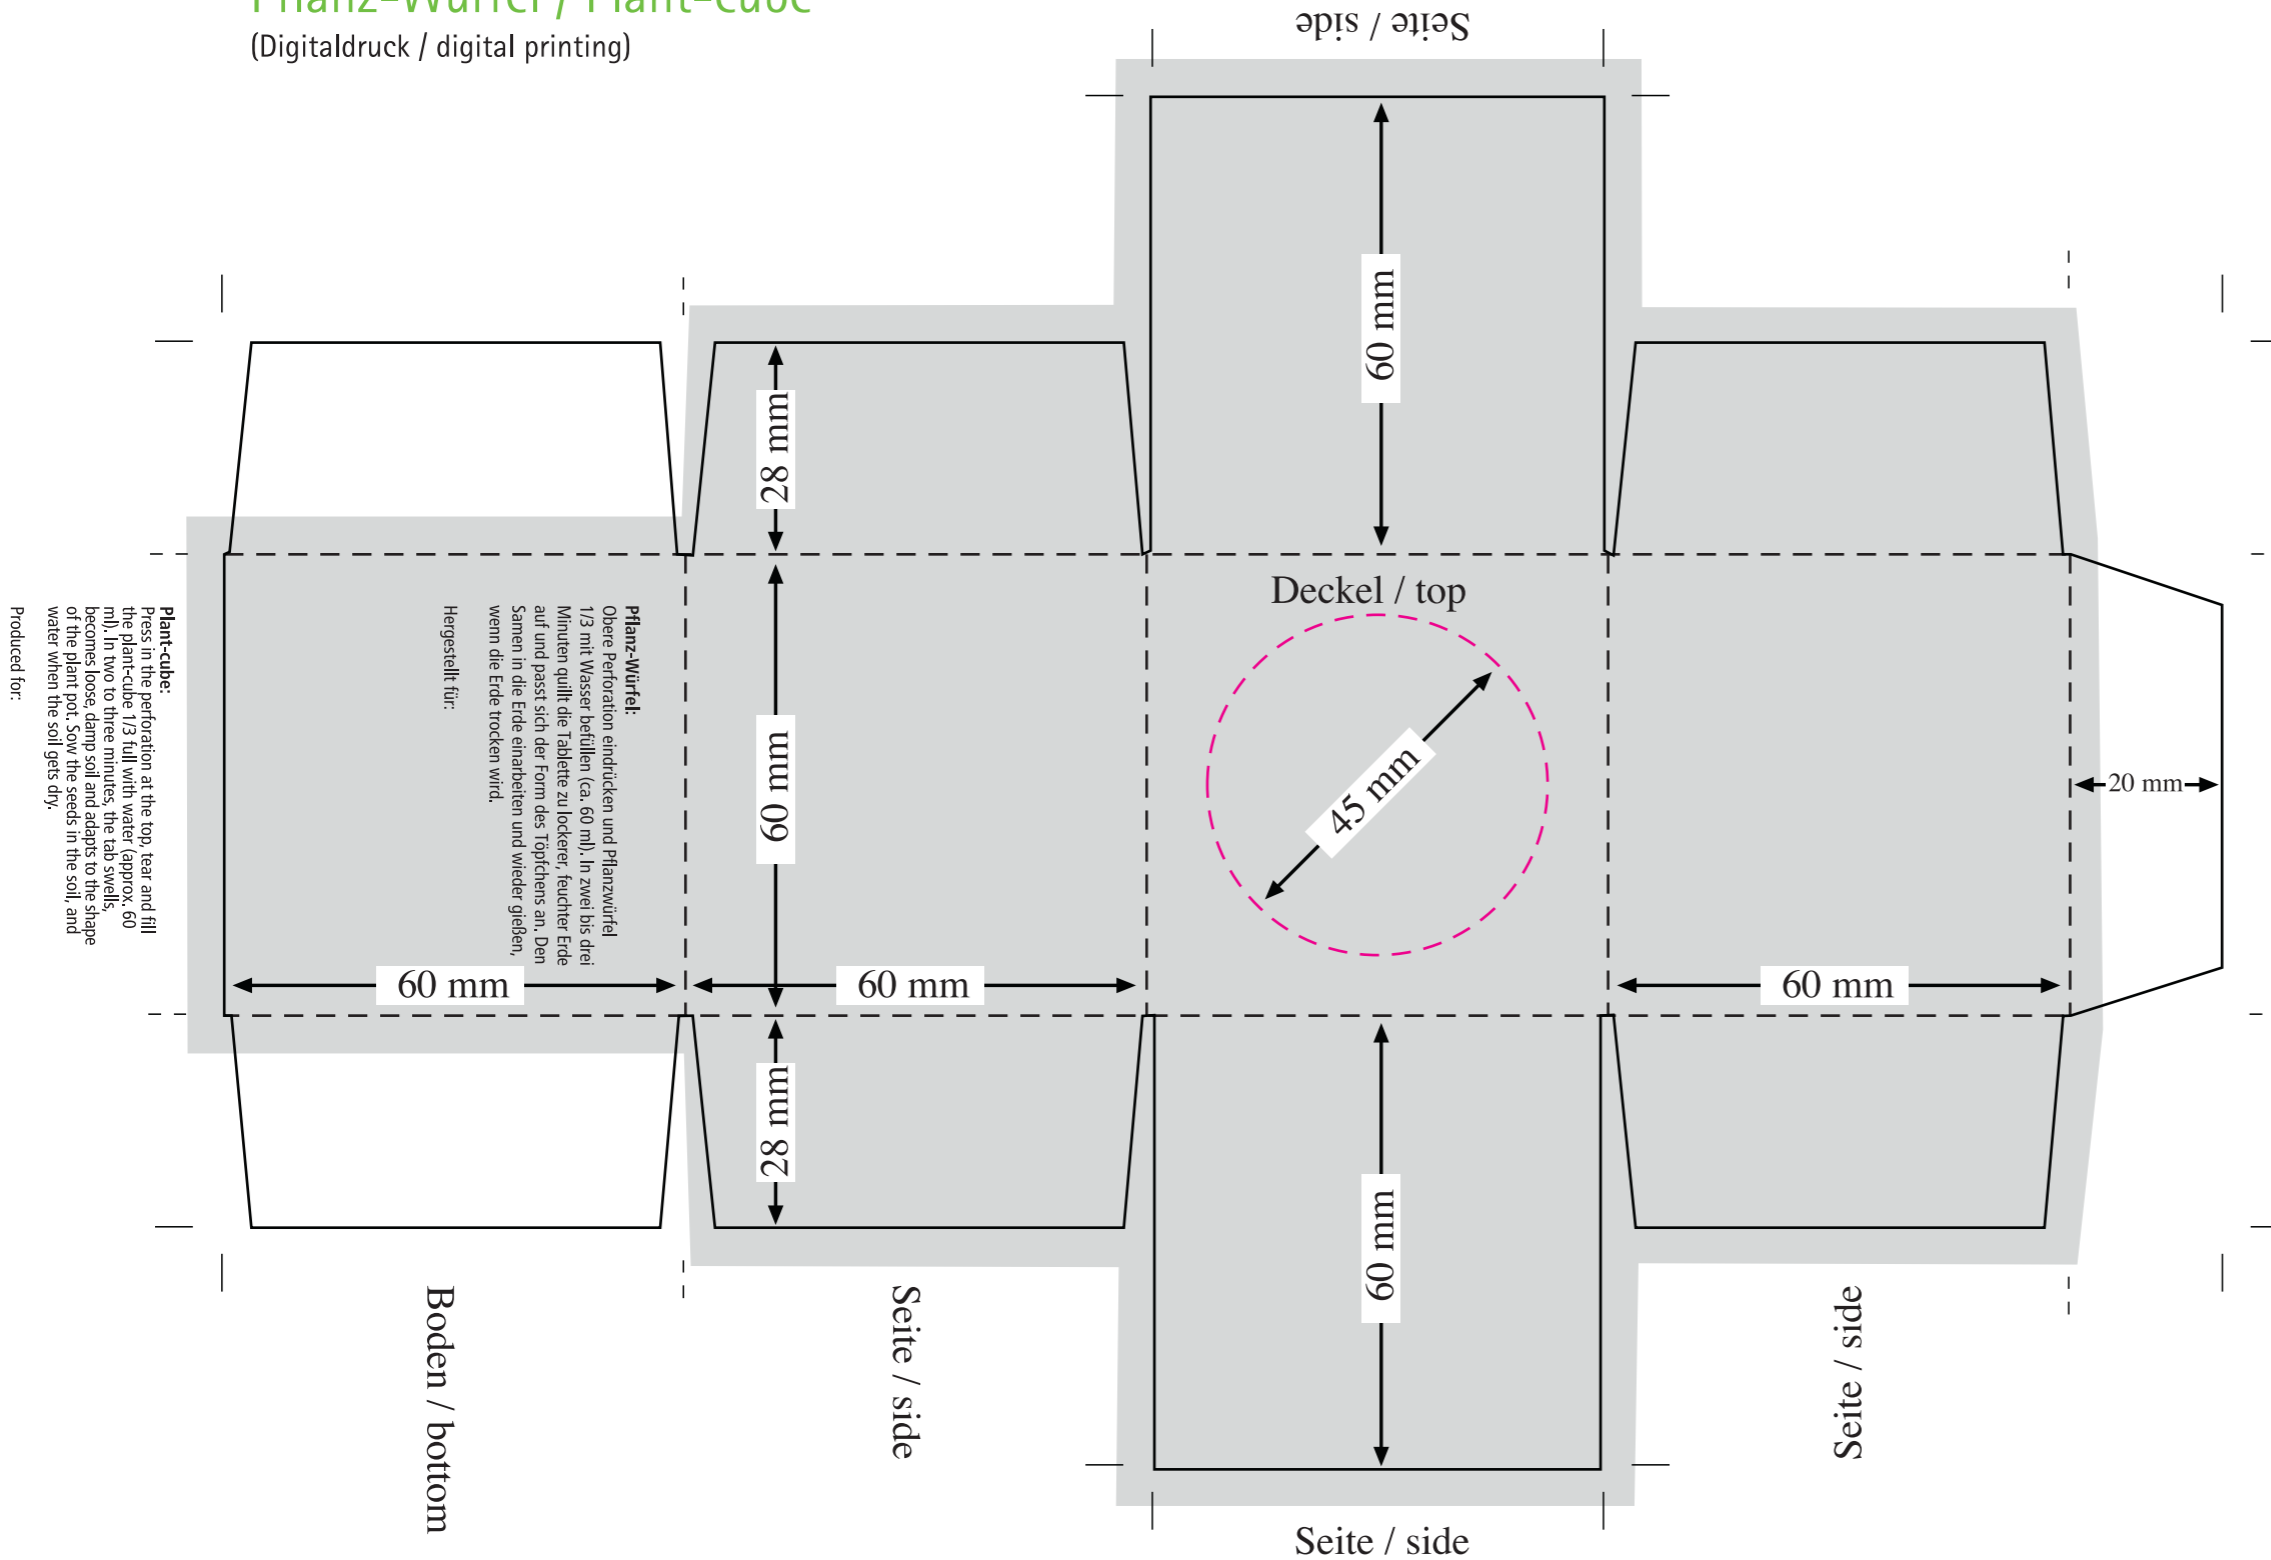 Pflanz-Würfel / Plant-Cube
(Digitaldruck / digital printing)
Seite / side
60 mm
28 mm
Deckel / top
45 mm
60 mm
20 mm
Pflanz-Würfel:
Obere Perforation eindrücken und Pflanzwürfel
1/3 mit Wasser befüllen (ca. 60 ml). In zwei bis drei
Minuten quillt die Tablette zu lockerer, feuchter Erde
auf und passt sich der Form des Töpfchens an. Den
Samen in die Erde einarbeiten und wieder gießen,
wenn die Erde trocken wird.
Hergestellt für:
Plant-cube:
Press in the perforation at the top, tear and fill
the plant-cube 1/3 full with water (approx. 60
ml). In two to three minutes, the tab swells,
becomes loose, damp soil and adapts to the shape
of the plant pot. Sow the seeds in the soil, and
water when the soil gets dry.
Produced for:
60 mm
60 mm
60 mm
28 mm
60 mm
Boden / bottom
Seite / side
Seite / side
Seite / side